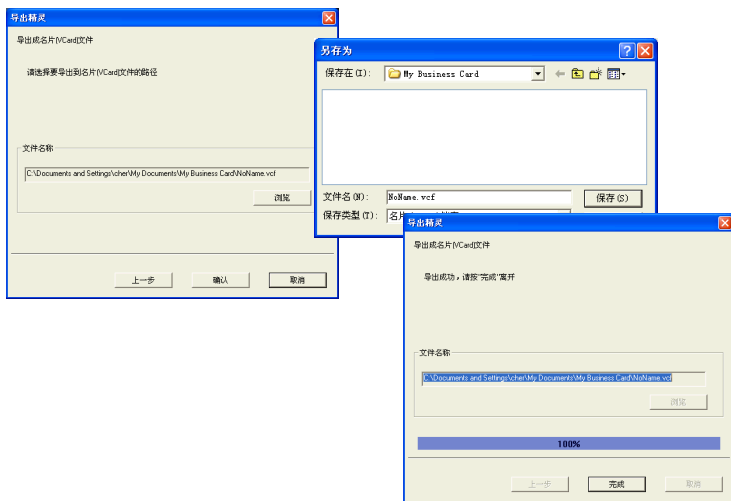 导出精灵
导出成名片(VCard)文件
请选择要导出到名片(VCard)文件的路径
文件名称
C:\Documents and Settings\cher\My Documents\My Business Card\NoName.vcf
浏览
上一步
确认
取消
另存为
保存在(I):
My Business Card
文件名(N):
NoName.vcf
保存(S)
保存类型(T):
导出精灵
导出成名片(VCard)文件
导出成功，请按"完成"离开
文件名称
C:\Documents and Settings\cher\My Documents\My Business Card\NoName.vcf
浏览
100%
上一步
完成
取消